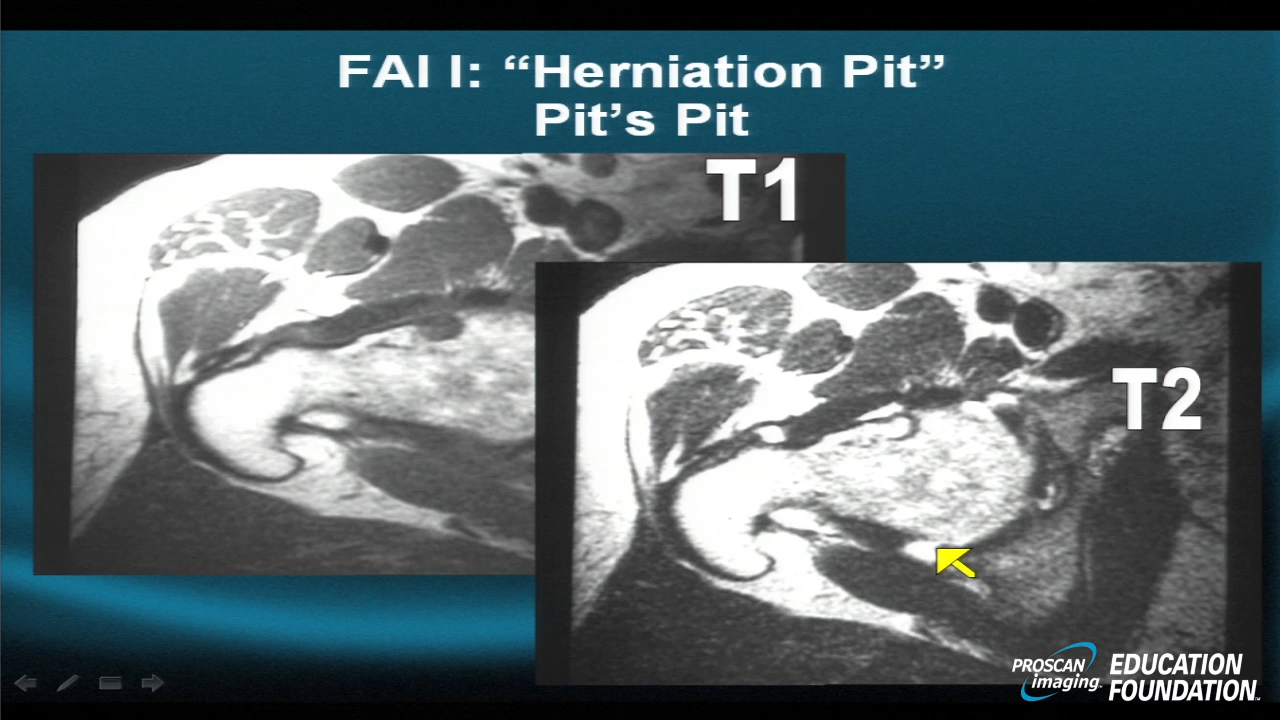 FAI I: “Herniation Pit”
Pit’s Pit
T1
T2
PROSCAN
imaging
EDUCATION
FOUNDATION